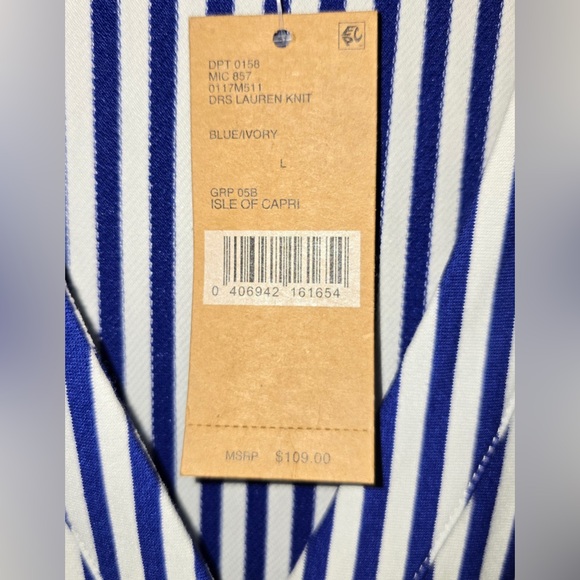 DPT 0158
MIC 857
0117M511
DRS LAUREN KNIT
BLUE/IVORY
L
GRP 05B
ISLE OF CAPRI
0 406942 161654
MSRP $109.00